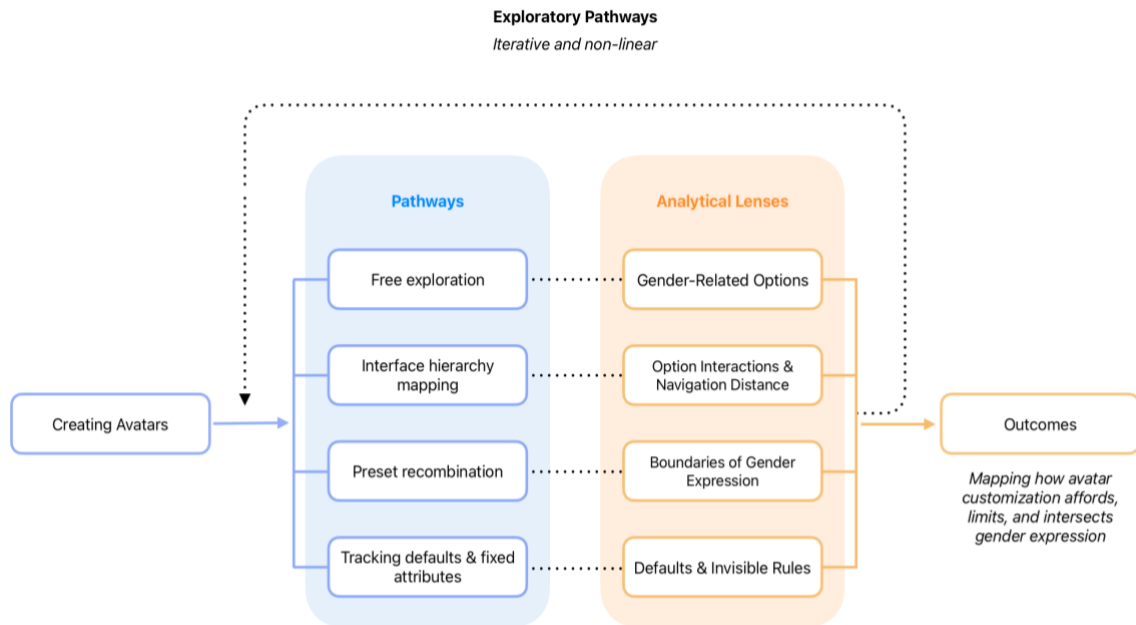 Exploratory Pathways
Iterative and non-linear
Pathways
Analytical Lenses
Free exploration
Gender-Related Options
Interface hierarchy
mapping
Option Interactions &
Navigation Distance
Creating Avatars
Outcomes
Preset recombination
Boundaries of Gender
Expression
Mapping how avatar
customization affords,
limits, and intersects
gender expression
Tracking defaults & fixed
attributes
Defaults & Invisible Rules